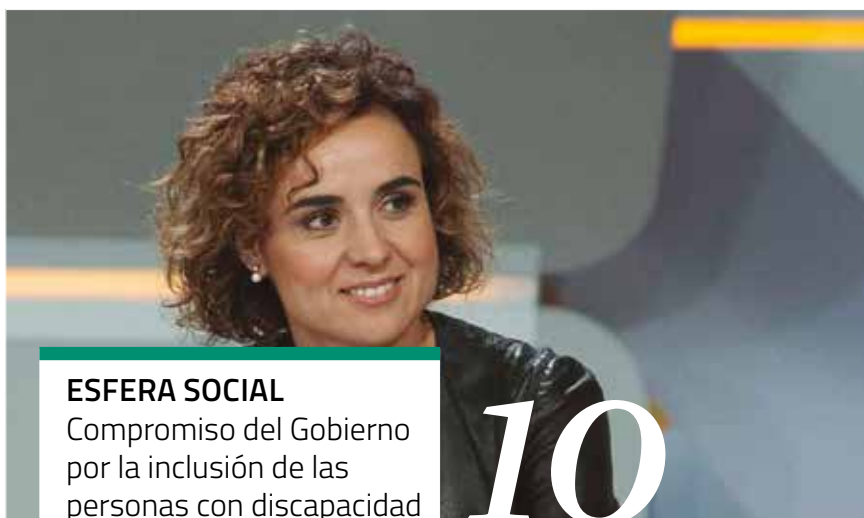 ESFERA SOCIAL
Compromiso del Gobierno
por la inclusión de las
personas con discapacidad
10